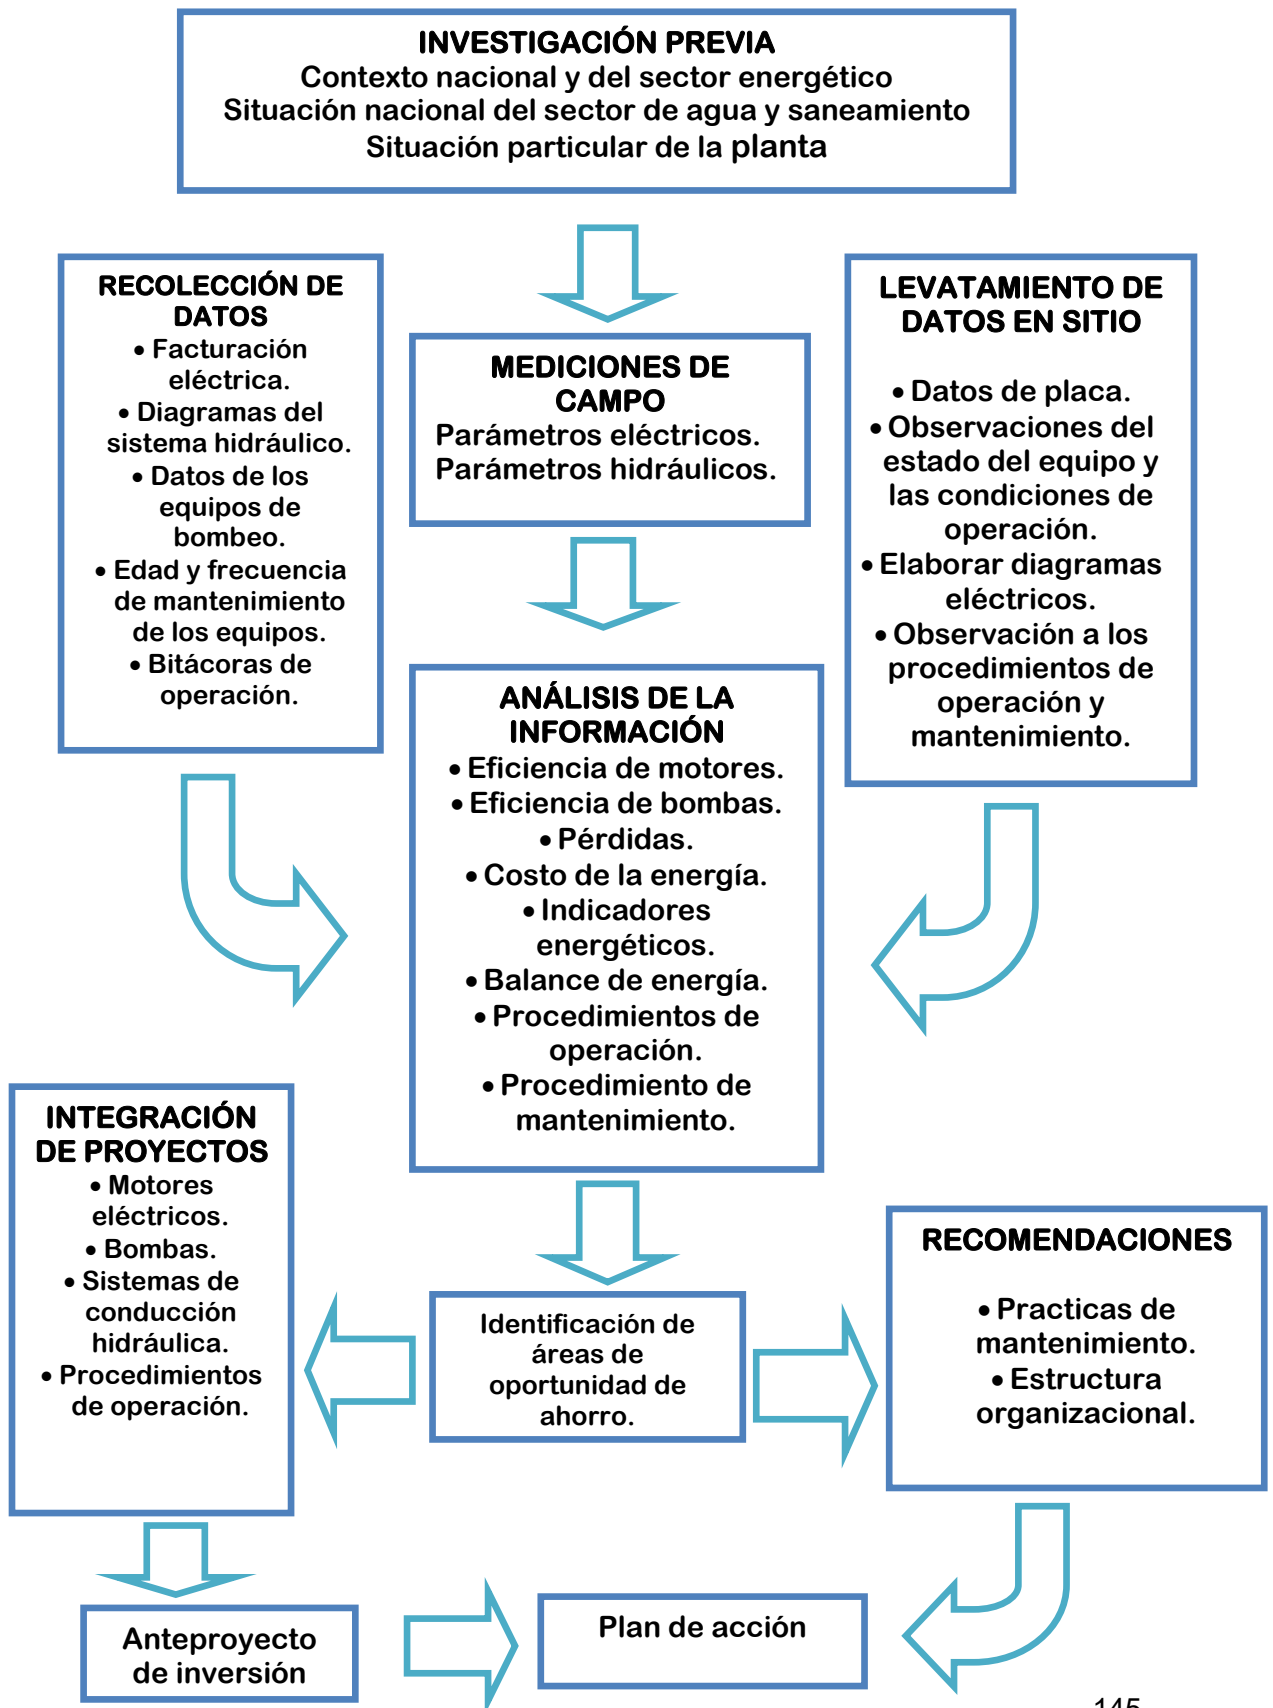 INVESTIGACIÓN PREVIA
Contexto nacional y del sector energético
Situación nacional del sector de agua y saneamiento
Situación particular de la planta
RECOLECCIÓN DE
DATOS
• Facturación
eléctrica.
• Diagramas del
sistema hidráulico.
• Datos de los
equipos de
bombeo.
• Edad y frecuencia
de mantenimiento
de los equipos.
• Bitácoras de
operación.
MEDICIONES DE
CAMPO
Parámetros eléctricos.
Parámetros hidráulicos.
LEVATAMIENTO DE
DATOS EN SITIO
• Datos de placa.
• Observaciones del
estado del equipo y
las condiciones de
operación.
• Elaborar diagramas
eléctricos.
• Observación a los
procedimientos de
operación y
mantenimiento.
ANÁLISIS DE LA
INFORMACIÓN
• Eficiencia de motores.
• Eficiencia de bombas.
• Pérdidas.
• Costo de la energía.
• Indicadores
energéticos.
• Balance de energía.
• Procedimientos de
operación.
• Procedimiento de
mantenimiento.
INTEGRACIÓN
DE PROYECTOS
• Motores
eléctricos.
• Bombas.
• Sistemas de
conducción
hidráulica.
• Procedimientos
de operación.
Identificación de
áreas de
oportunidad de
ahorro.
RECOMENDACIONES
• Practicas de
mantenimiento.
• Estructura
organizacional.
Anteproyecto
de inversión
Plan de acción
145